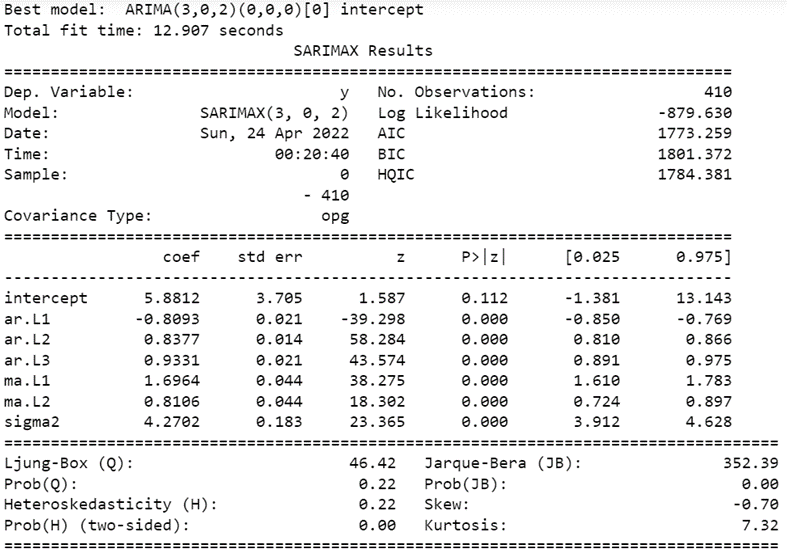 Best model:  ARIMA(3,0,2)(0,0,0)[0] intercept
Total fit time: 12.907 seconds
                               SARIMAX Results
==============================================================================
Dep. Variable:                      y   No. Observations:                  410
Model:               SARIMAX(3, 0, 2)   Log Likelihood                -879.630
Date:                Sun, 24 Apr 2022   AIC                           1773.259
Time:                        00:20:40   BIC                           1801.372
Sample:                             0   HQIC                          1784.381
                                - 410
Covariance Type:                  opg
==============================================================================
                 coef    std err          z      P>|z|      [0.025      0.975]
------------------------------------------------------------------------------
intercept      5.8812      3.705      1.587      0.112      -1.381      13.143
ar.L1         -0.8093      0.021    -39.298      0.000      -0.850      -0.769
ar.L2          0.8377      0.014     58.284      0.000       0.810       0.866
ar.L3          0.9331      0.021     43.574      0.000       0.891       0.975
ma.L1          1.6964      0.044     38.275      0.000       1.610       1.783
ma.L2          0.8106      0.044     18.302      0.000       0.724       0.897
sigma2         4.2702      0.183     23.365      0.000       3.912       4.628
===================================================================================
Ljung-Box (Q):                       46.42   Jarque-Bera (JB):                352.39
Prob(Q):                              0.22   Prob(JB):                          0.00
Heteroskedasticity (H):               0.22   Skew:                             -0.70
Prob(H) (two-sided):                  0.00   Kurtosis:                          7.32
===================================================================================